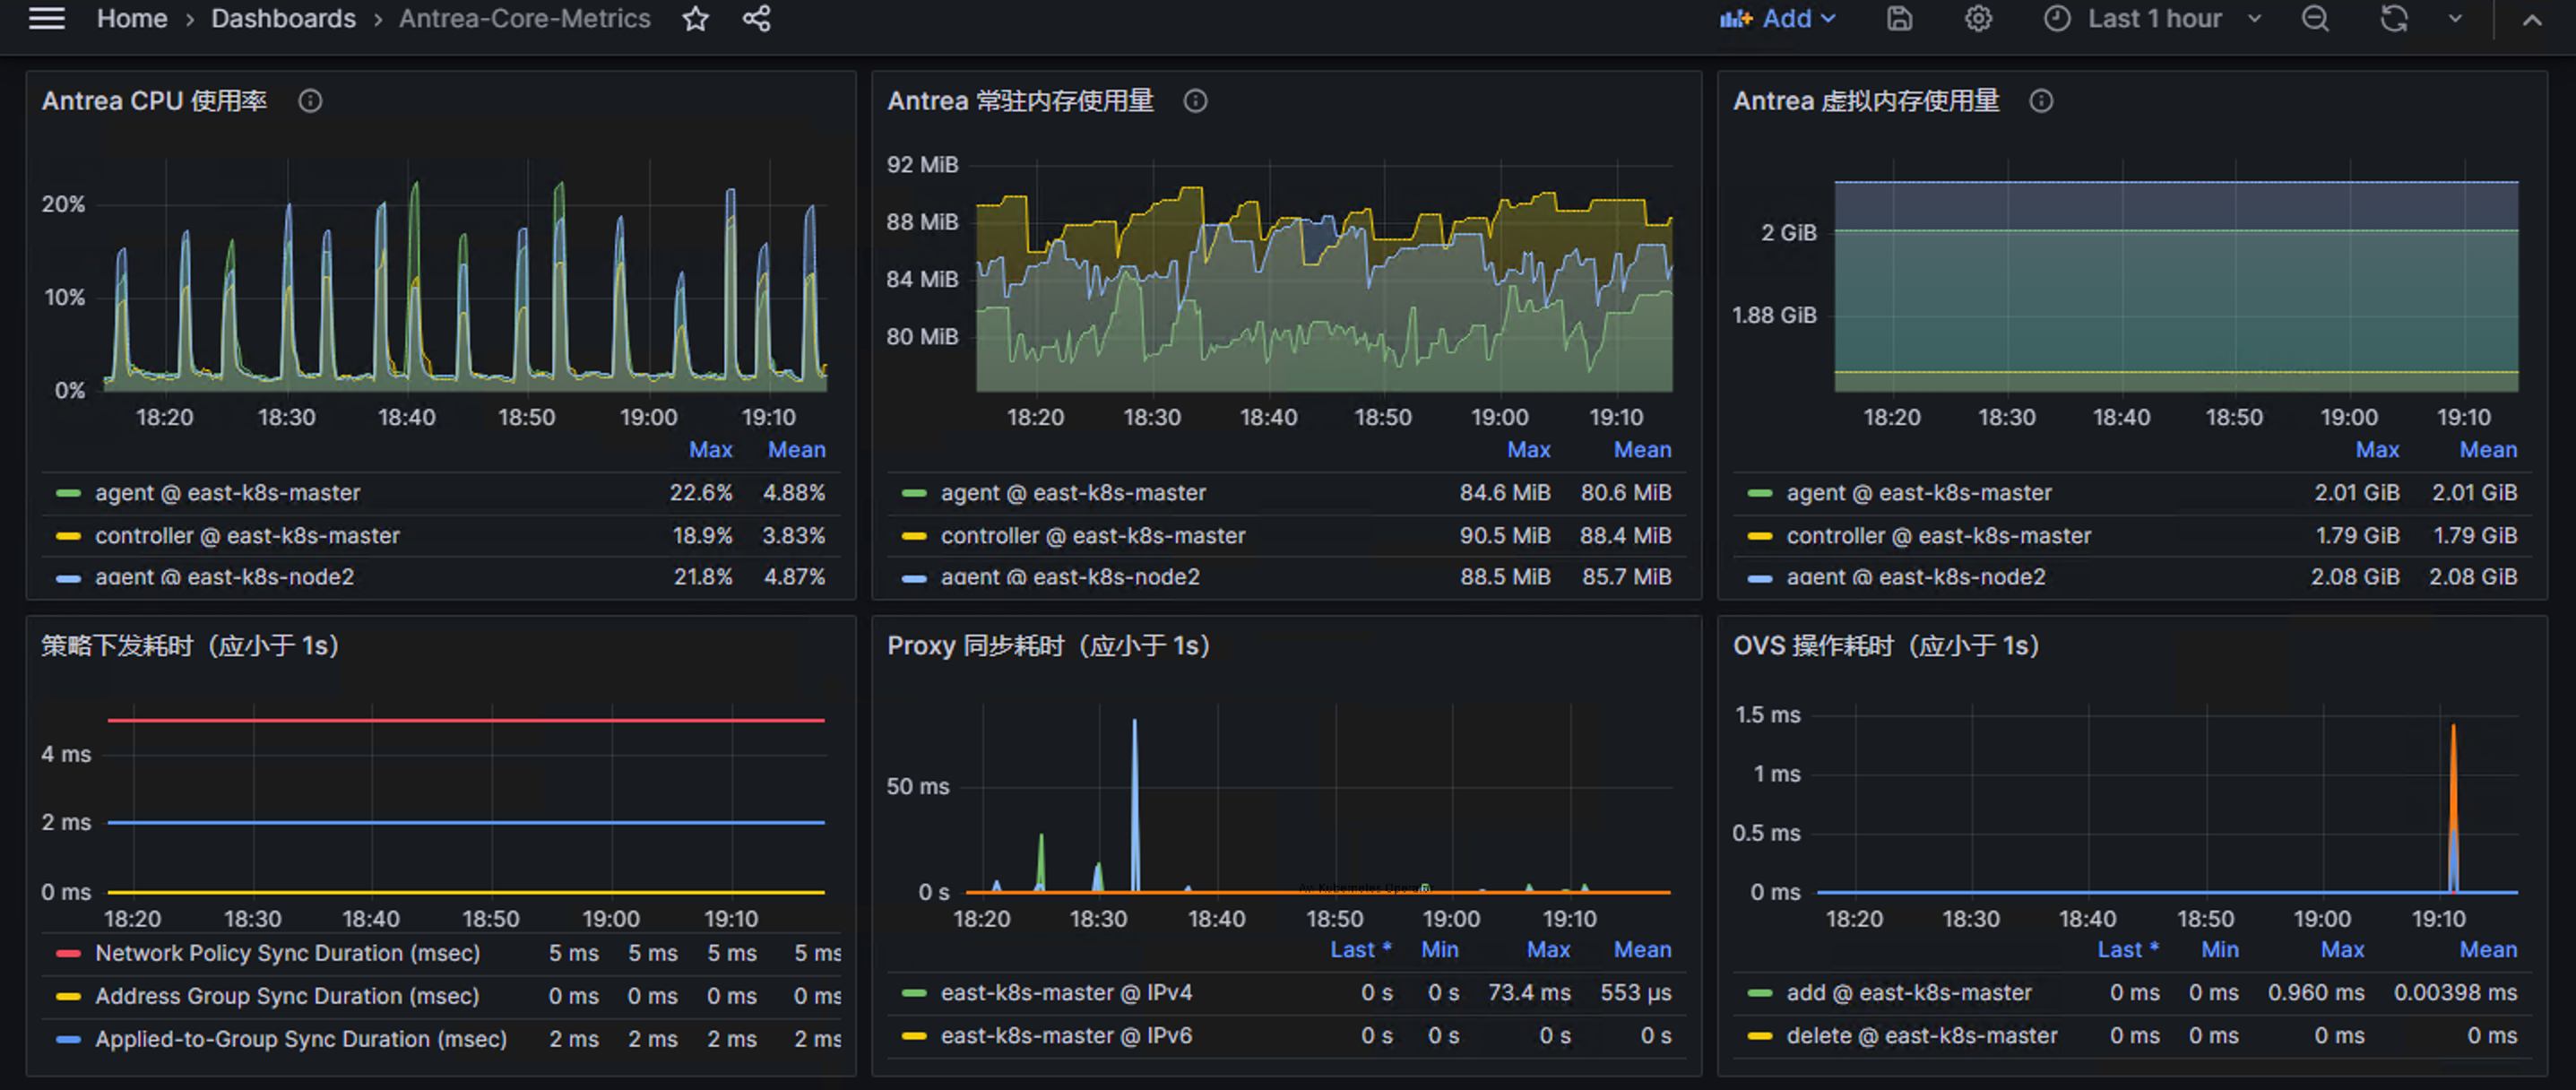 Home › Dashboards › Antrea-Core-Metrics
Add
Last 1 hour
Antrea CPU 使用率
20%
10%
0%
18:20 18:30 18:40 18:50 19:00 19:10
Max Mean
agent @ east-k8s-master 22.6% 4.88%
controller @ east-k8s-master 18.9% 3.83%
agent @ east-k8s-node2 21.8% 4.87%
Antrea 常驻内存使用量
92 MiB
88 MiB
84 MiB
80 MiB
18:20 18:30 18:40 18:50 19:00 19:10
Max Mean
agent @ east-k8s-master 84.6 MiB 80.6 MiB
controller @ east-k8s-master 90.5 MiB 88.4 MiB
agent @ east-k8s-node2 88.5 MiB 85.7 MiB
Antrea 虚拟内存使用量
2 GiB
1.88 GiB
18:20 18:30 18:40 18:50 19:00 19:10
Max Mean
agent @ east-k8s-master 2.01 GiB 2.01 GiB
controller @ east-k8s-master 1.79 GiB 1.79 GiB
agent @ east-k8s-node2 2.08 GiB 2.08 GiB
策略下发耗时（应小于 1s）
4 ms
2 ms
0 ms
18:20 18:30 18:40 18:50 19:00 19:10
Network Policy Sync Duration (msec) 5 ms 5 ms 5 ms 5 ms
Address Group Sync Duration (msec) 0 ms 0 ms 0 ms 0 ms
Applied-to-Group Sync Duration (msec) 2 ms 2 ms 2 ms 2 ms
Proxy 同步耗时（应小于 1s）
50 ms
0 s
18:20 18:30 18:40 18:50 19:00 19:10
Last * Min Max Mean
east-k8s-master @ IPv4 0 s 0 s 73.4 ms 553 µs
east-k8s-master @ IPv6 0 s 0 s 0 s 0 s
OVS 操作耗时（应小于 1s）
1.5 ms
1 ms
0.5 ms
0 ms
18:20 18:30 18:40 18:50 19:00 19:10
Last * Min Max Mean
add @ east-k8s-master 0 ms 0 ms 0.960 ms 0.00398 ms
delete @ east-k8s-master 0 ms 0 ms 0 ms 0 ms